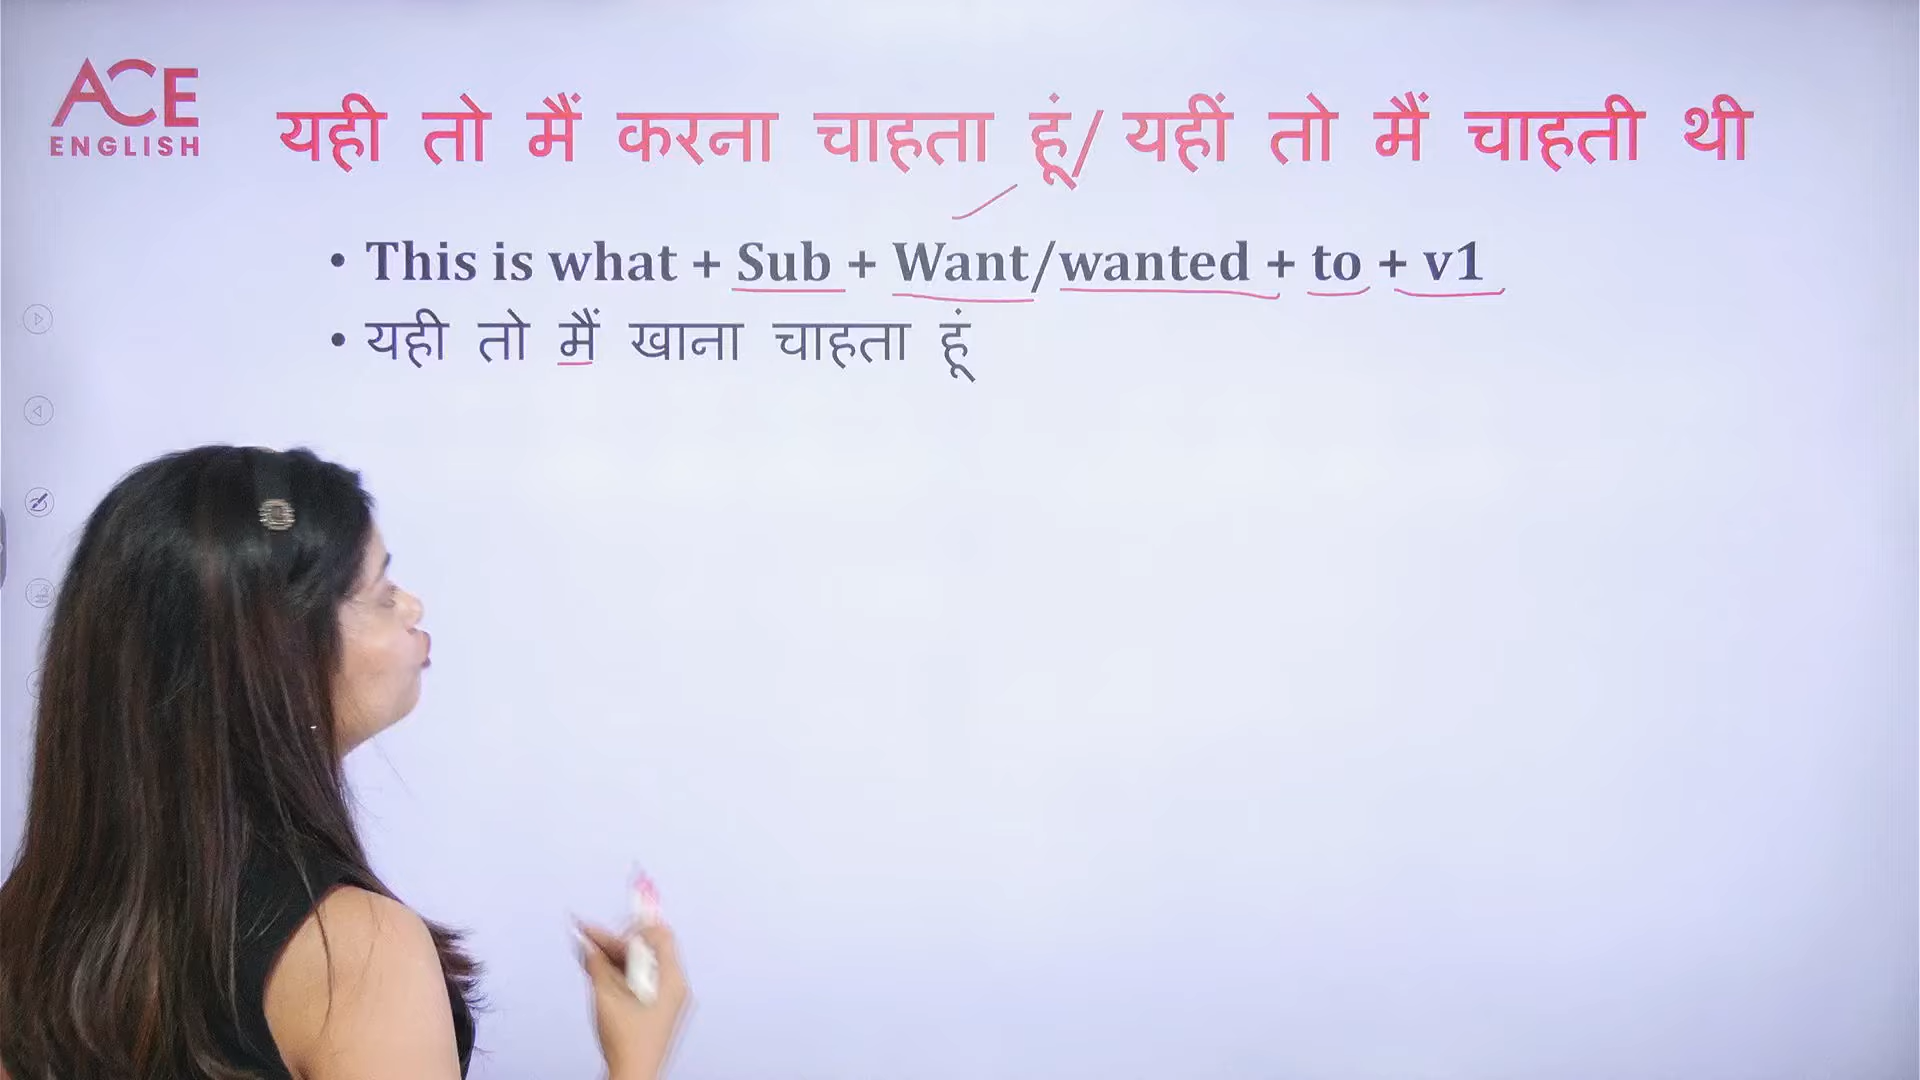 ACE
ENGLISH
यही तो मैं करना चाहता हूं/ यहीं तो मैं चाहती थी
• This is what + Sub + Want/wanted + to + v1
• यही तो मैं खाना चाहता हूं